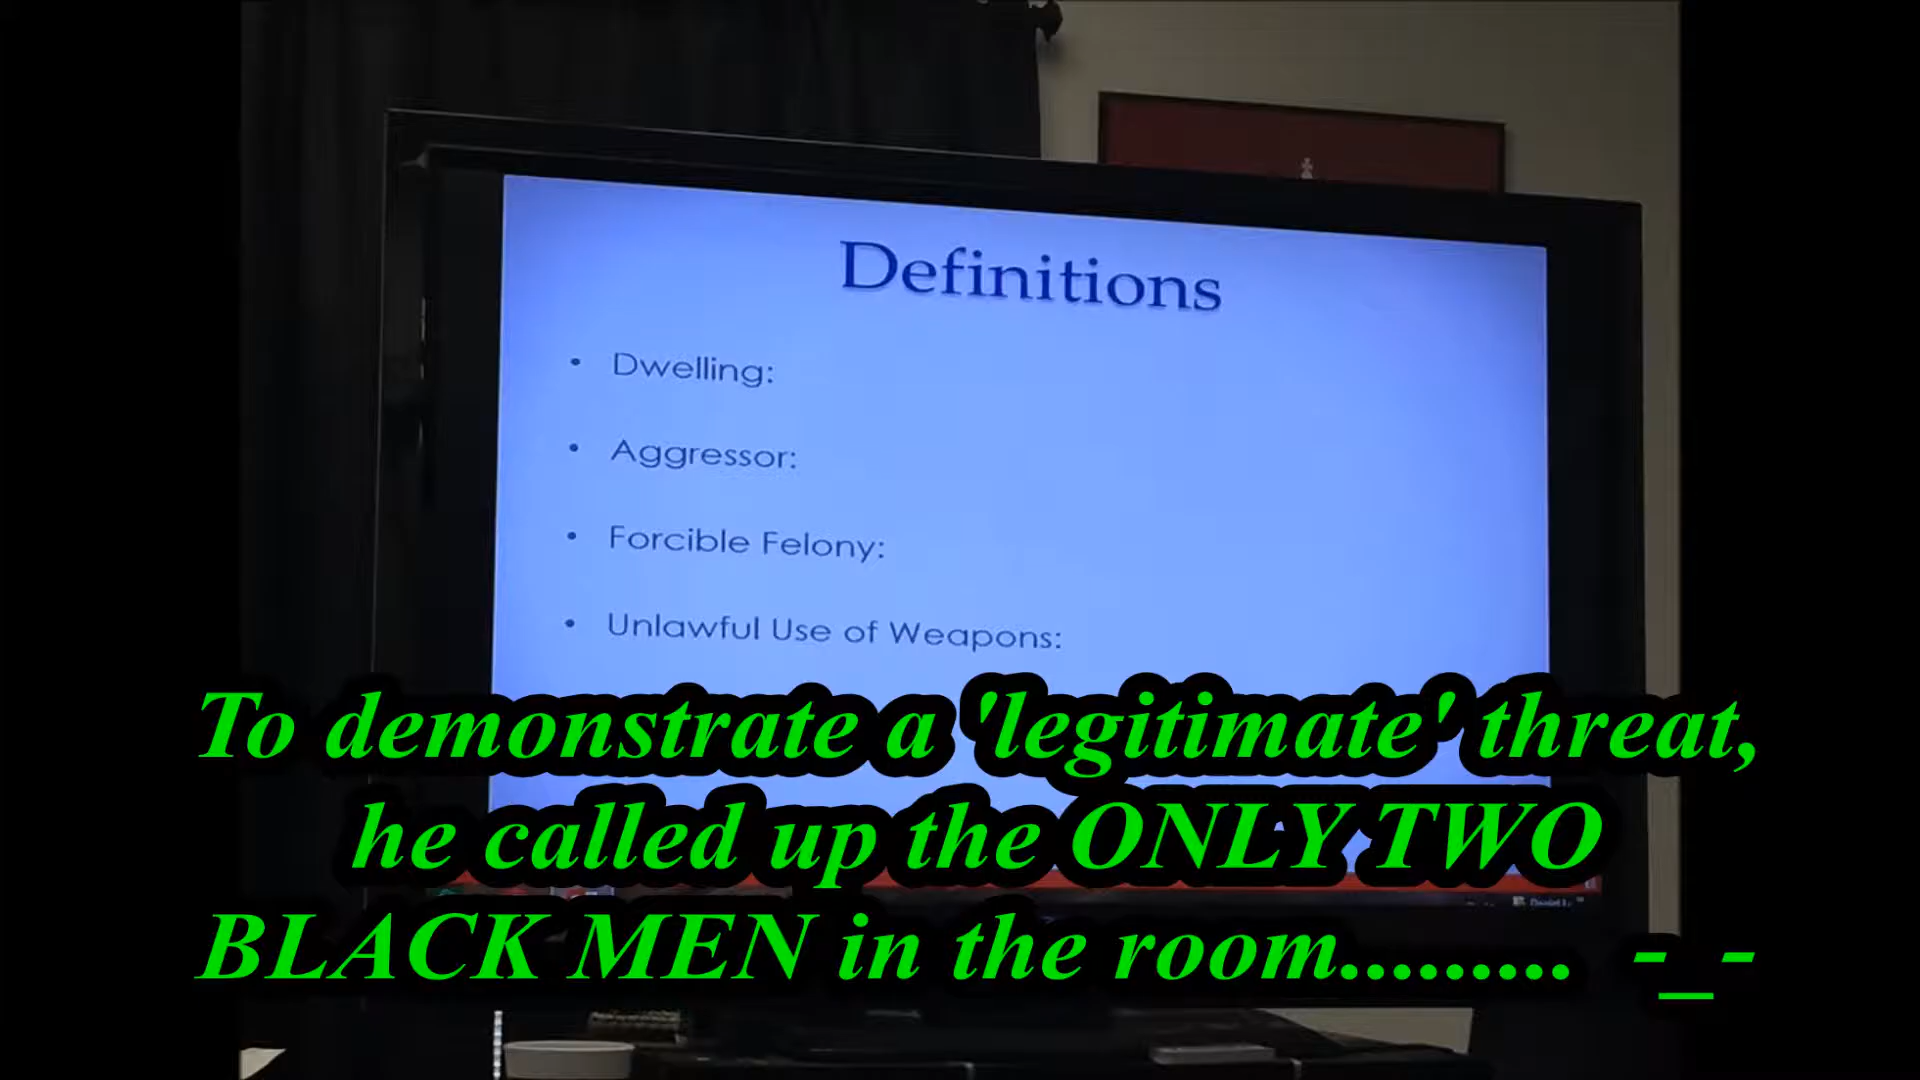 Definitions
• Dwelling:
• Aggressor:
• Forcible Felony:
• Unlawful Use of Weapons:
To demonstrate a 'legitimate' threat,
he called up the ONLY TWO
BLACK MEN in the room......... -_-